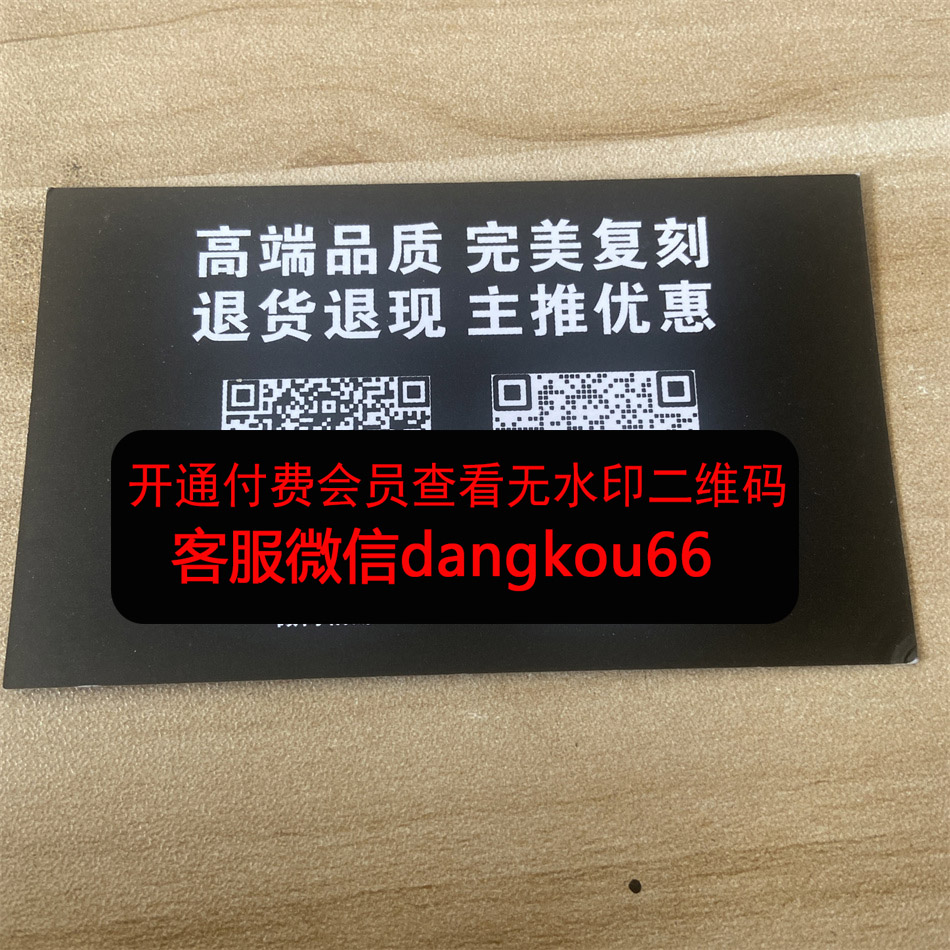 高端品质 完美复刻
退货退现 主推优惠
开通付费会员查看无水印二维码
客服微信dangkou66